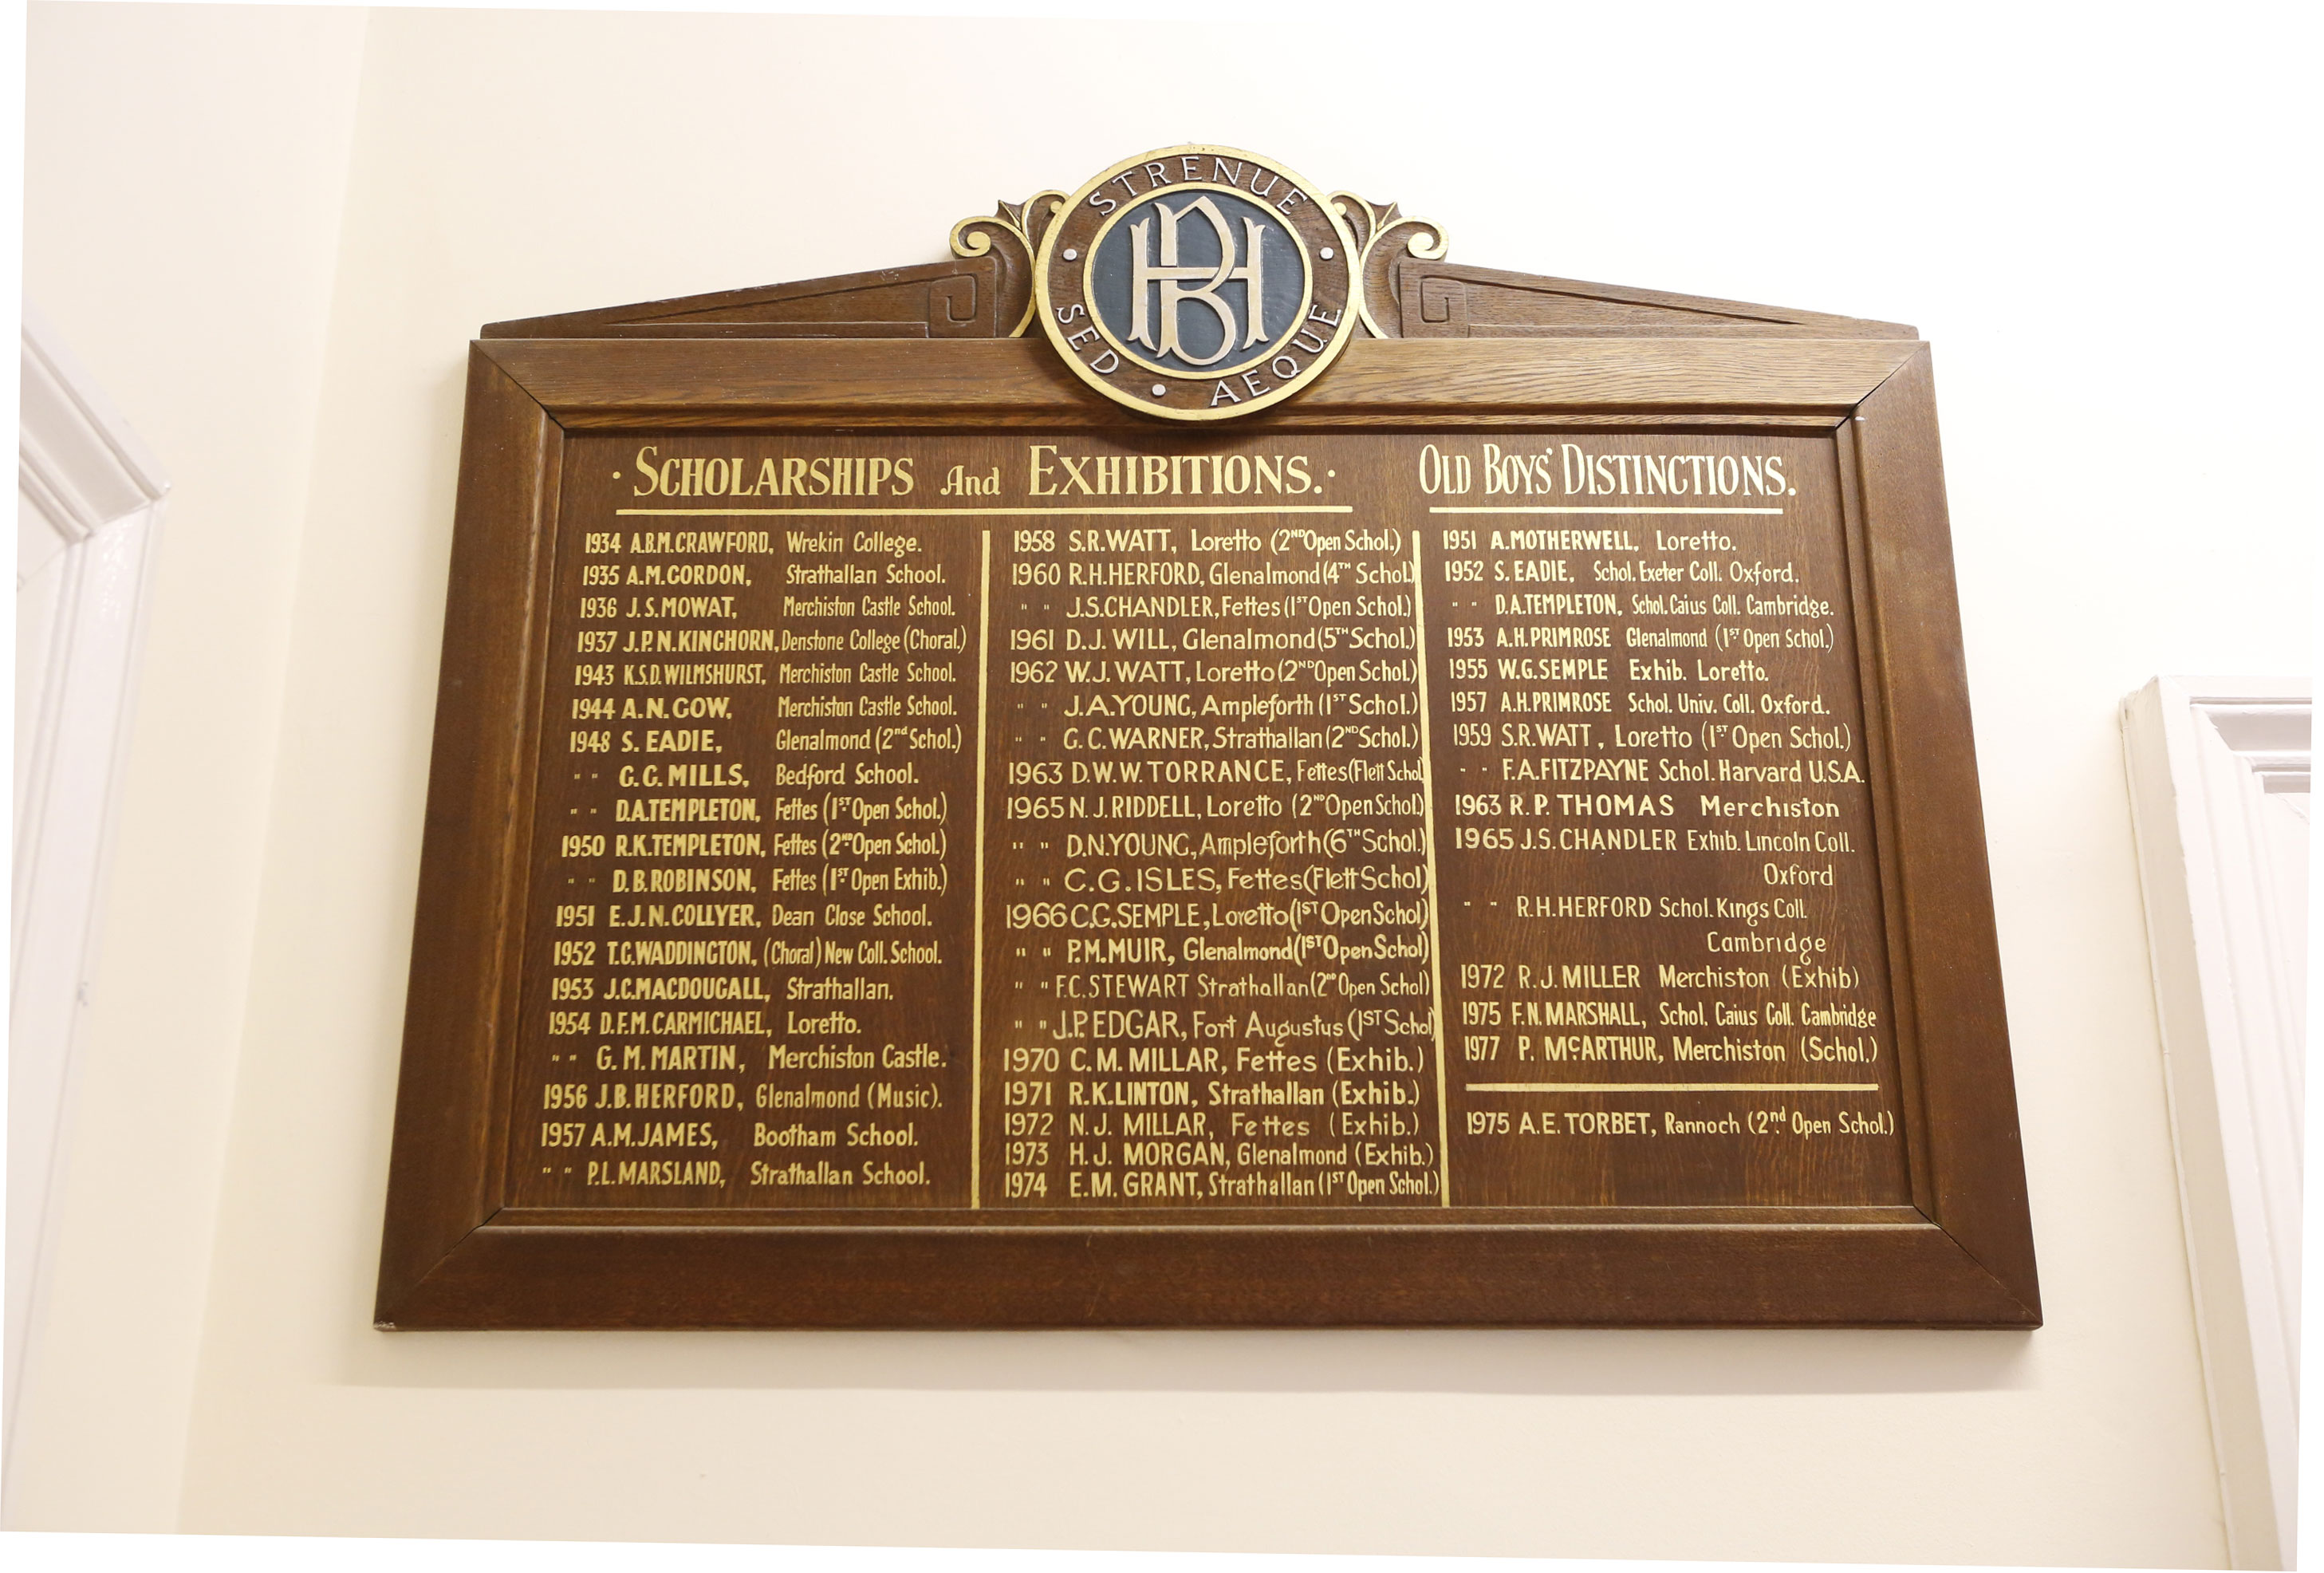 STRENUE
SED · AEQUE
BH
· SCHOLARSHIPS And EXHIBITIONS. ·
1934 A.B.M.CRAWFORD, Wrekin College.
1935 A.M.GORDON, Strathallan School.
1936 J.S.MOWAT, Merchiston Castle School.
1937 J.P.N.KINGHORN, Denstone College (Choral.)
1943 K.S.D.WILMSHURST, Merchiston Castle School.
1944 A.N.GOW, Merchiston Castle School.
1948 S. EADIE, Glenalmond (2nd Schol.)
" " G.G.MILLS, Bedford School.
" " D.A.TEMPLETON, Fettes (1ST Open Schol.)
1950 R.K.TEMPLETON, Fettes (2ND Open Schol.)
" " D.B.ROBINSON, Fettes (1ST Open Exhib.)
1951 E.J.N.COLLYER, Dean Close School.
1952 T.G.WADDINGTON, (Choral) New Coll. School.
1953 J.C.MACDOUGALL, Strathallan.
1954 D.F.M.CARMICHAEL, Loretto.
" " G.M.MARTIN, Merchiston Castle.
1956 J.B.HERFORD, Glenalmond (Music).
1957 A.M.JAMES, Bootham School.
" " P.L.MARSLAND, Strathallan School.
1958 S.R.WATT, Loretto (2ND Open Schol.)
1960 R.H.HERFORD, Glenalmond (4TH Schol.)
" " J.S.CHANDLER, Fettes (1ST Open Schol.)
1961 D.J. WILL, Glenalmond (5TH Schol.)
1962 W.J. WATT, Loretto (2ND Open Schol.)
" " J.A.YOUNG, Ampleforth (1ST Schol.)
" " G.C.WARNER, Strathallan (2ND Schol.)
1963 D.W.W.TORRANCE, Fettes (Flett Schol)
1965 N.J.RIDDELL, Loretto (2ND Open Schol.)
" " D.N.YOUNG, Ampleforth (6TH Schol.)
" " C.G.ISLES, Fettes (Flett Schol)
1966 C.G.SEMPLE, Loretto (1ST Open Schol)
" " P.M.MUIR, Glenalmond (1ST Open Schol)
" " F.C.STEWART Strathallan (2ND Open Schol)
" " J.P.EDGAR, Fort Augustus (1ST Schol)
1970 C.M.MILLAR, Fettes (Exhib.)
1971 R.K.LINTON, Strathallan (Exhib.)
1972 N.J. MILLAR, Fettes (Exhib.)
1973 H.J. MORGAN, Glenalmond (Exhib.)
1974 E.M. GRANT, Strathallan (1ST Open Schol.)
OLD BOYS' DISTINCTIONS.
1951 A.MOTHERWELL, Loretto.
1952 S. EADIE, Schol. Exeter Coll. Oxford.
" " D.A.TEMPLETON, Schol. Caius Coll. Cambridge.
1953 A.H.PRIMROSE Glenalmond (1ST Open Schol.)
1955 W.G.SEMPLE Exhib. Loretto.
1957 A.H.PRIMROSE Schol. Univ. Coll. Oxford.
1959 S.R.WATT, Loretto (1ST Open Schol.)
" " F.A.FITZPAYNE Schol. Harvard U.S.A.
1963 R.P.THOMAS Merchiston
1965 J.S.CHANDLER Exhib. Lincoln Coll.
Oxford
" " R.H.HERFORD Schol. Kings Coll.
Cambridge
1972 R.J.MILLER Merchiston (Exhib)
1975 F.N.MARSHALL, Schol. Caius Coll. Cambridge
1977 P. McARTHUR, Merchiston (Schol.)
1975 A.E.TORBET, Rannoch (2nd Open Schol.)